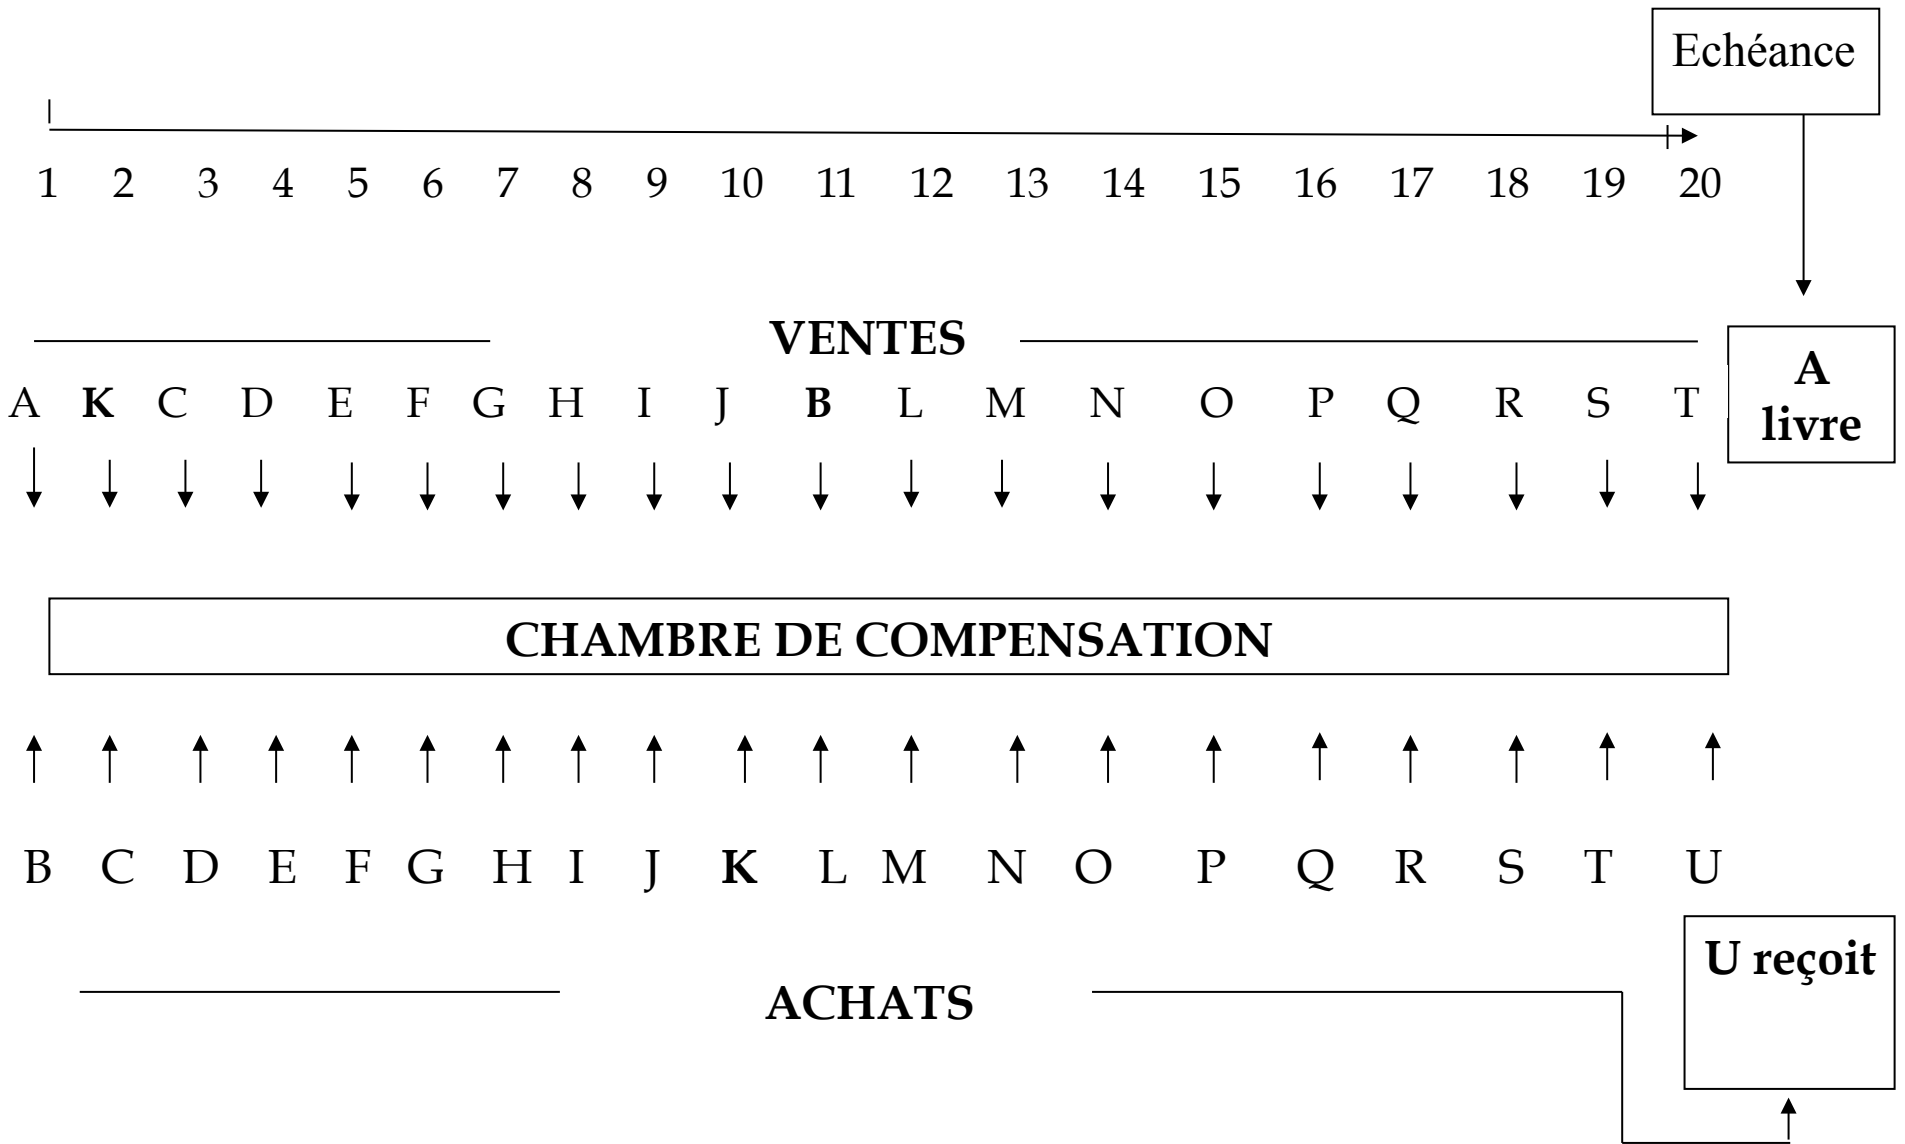 Echéance
1 2 3 4 5 6 7 8 9 10 11 12 13 14 15 16 17 18 19 20
VENTES
A K C D E F G H I J B L M N O P Q R S T
A
livre
CHAMBRE DE COMPENSATION
B C D E F G H I J K L M N O P Q R S T U
U reçoit
ACHATS